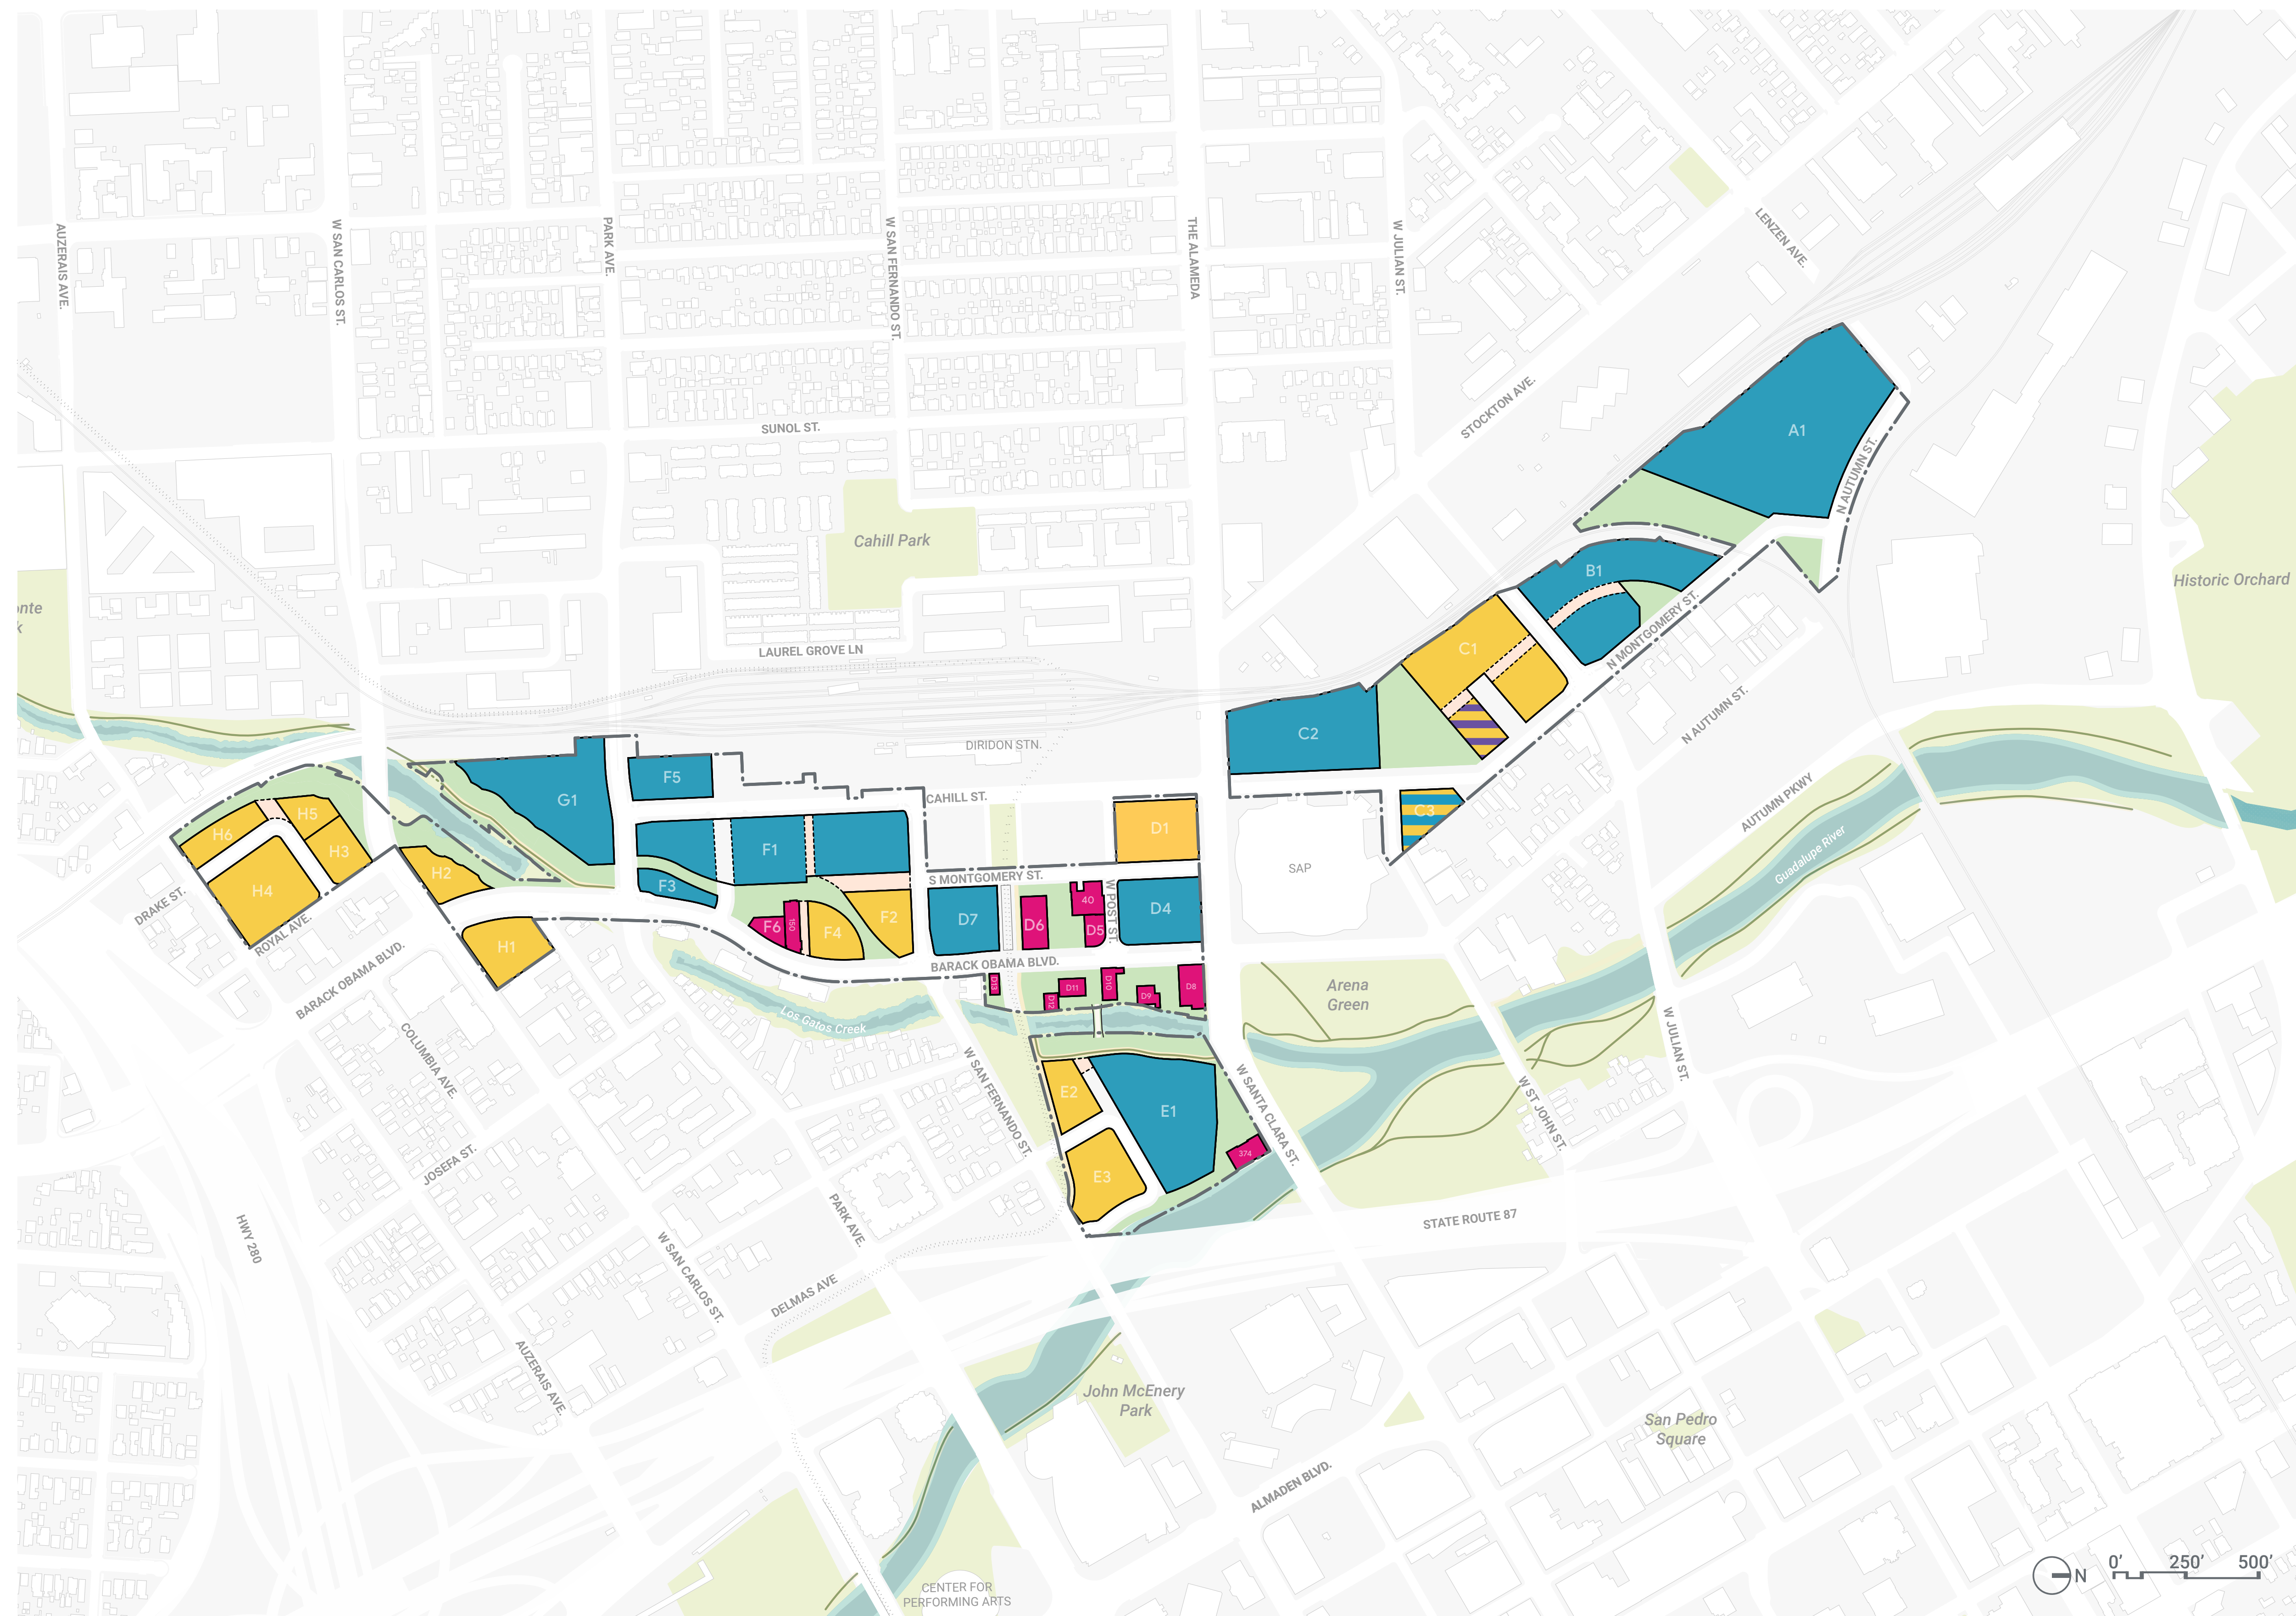 AUZERAIS AVE.
W SAN CARLOS ST.
PARK AVE.
W SAN FERNANDO ST.
THE ALAMEDA
W JULIAN ST.
LENZEN AVE.
STOCKTON AVE.
SUNOL ST.
A1
N AUTUMN ST.
Cahill Park
B1
Historic Orchard
onte
k
LAUREL GROVE LN
C1
N MONTGOMERY ST.
N AUTUMN ST.
C2
DIRIDON STN.
F5
G1
CAHILL ST.
C3
AUTUMN PKWY
H5
H6
H3
D1
F1
Guadalupe River
SAP
H2
H4
F3
S MONTGOMERY ST.
DRAKE ST.
40
W POST ST.
D4
D7
D6
D5
F2
F6
150
F4
ROYAL AVE.
H1
BARACK OBAMA BLVD.
BARACK OBAMA BLVD.
D13
D12
D11
D10
D9
D8
Arena
Green
Los Gatos Creek
COLUMBIA AVE.
W SAN FERNANDO ST.
W SANTA CLARA ST.
W ST JOHN ST.
W JULIAN ST.
E2
E1
E3
374
JOSEFA ST.
HWY 280
PARK AVE.
STATE ROUTE 87
W SAN CARLOS ST.
DELMAS AVE
AUZERAIS AVE.
John McEnery
Park
San Pedro
Square
ALMADEN BLVD.
CENTER FOR
PERFORMING ARTS
N
0’ 250’ 500’